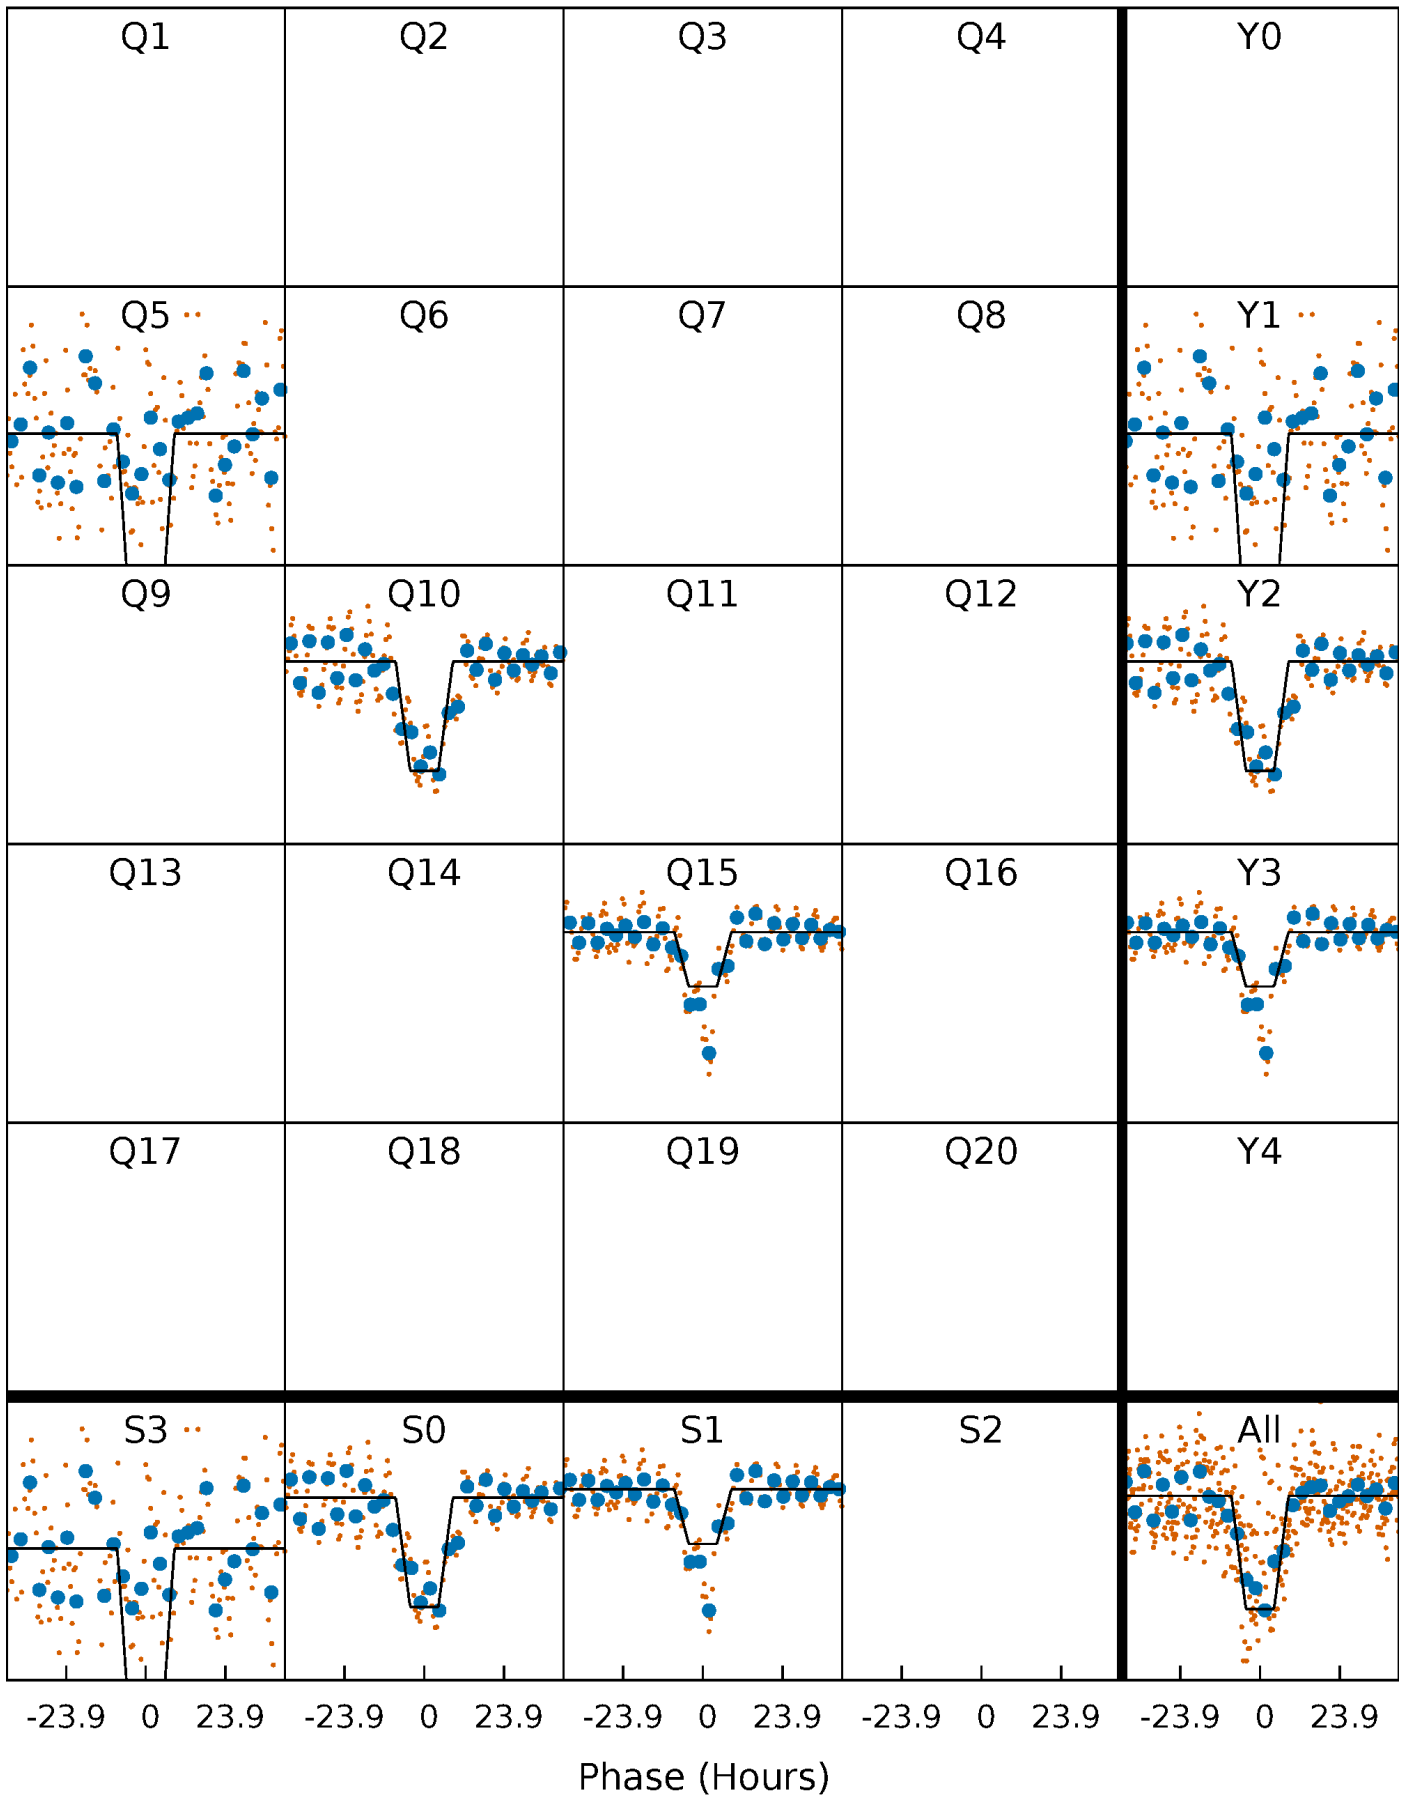 Q1 Q2 Q3 Q4 Y0
Q5 Q6 Q7 Q8 Y1
Q9 Q10 Q11 Q12 Y2
Q13 Q14 Q15 Q16 Y3
Q17 Q18 Q19 Q20 Y4
S3 S0 S1 S2 All
-23.9 0 23.9 -23.9 0 23.9 -23.9 0 23.9 -23.9 0 23.9 -23.9 0 23.9
Phase (Hours)